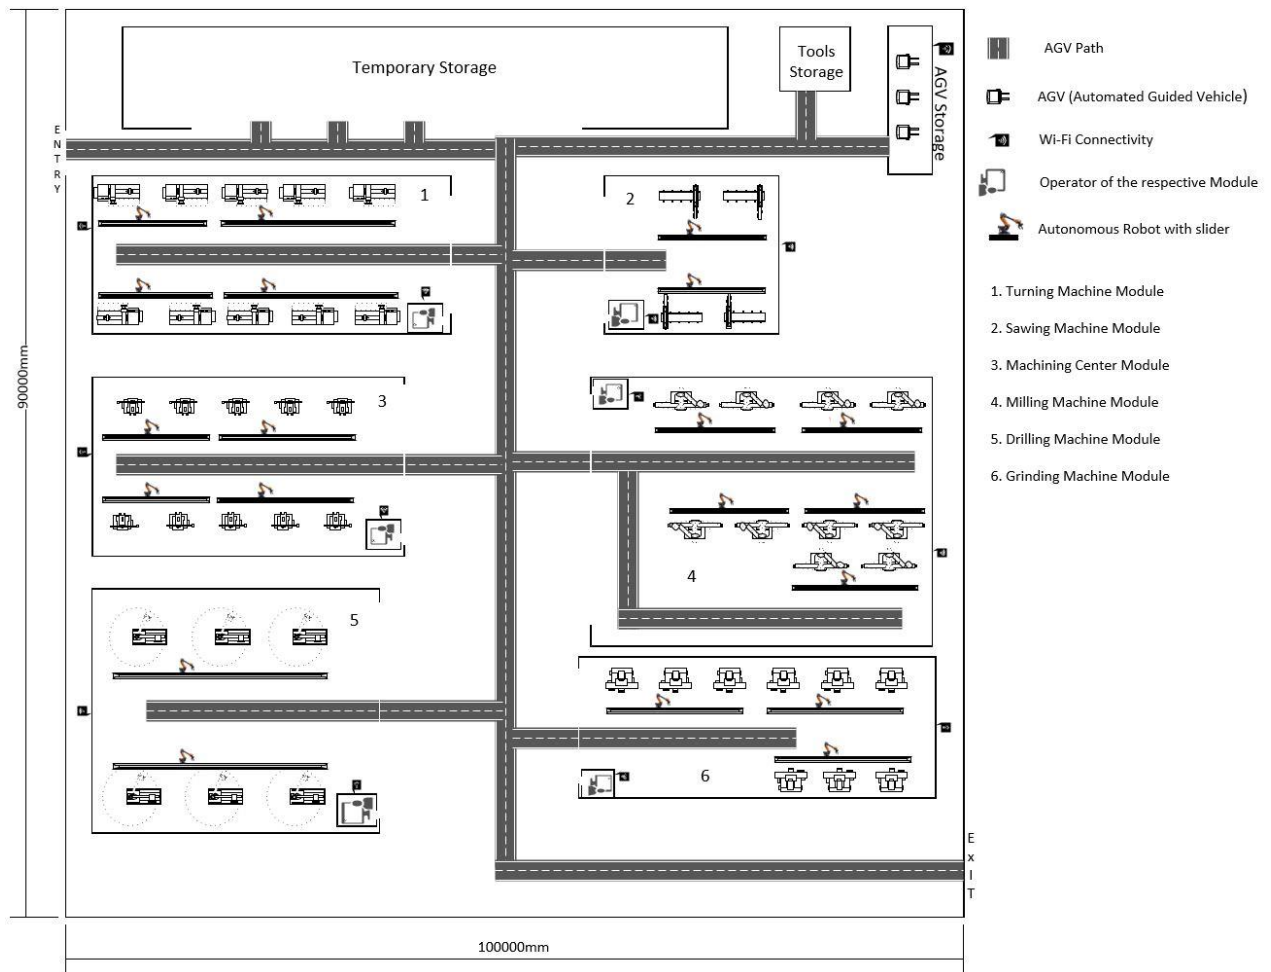 Temporary Storage
Tools
Storage
AGV Storage
ENTRY
1
2
3
4
5
6
ExIT
90000mm
100000mm
AGV Path
AGV (Automated Guided Vehicle)
Wi-Fi Connectivity
Operator of the respective Module
Autonomous Robot with slider
1. Turning Machine Module
2. Sawing Machine Module
3. Machining Center Module
4. Milling Machine Module
5. Drilling Machine Module
6. Grinding Machine Module